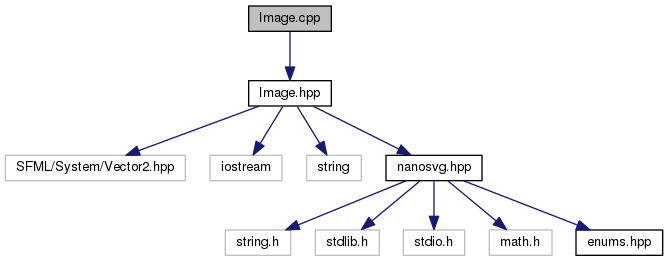 Image.cpp
Image.hpp
SFML/System/Vector2.hpp
iostream
string
nanosvg.hpp
string.h
stdlib.h
stdio.h
math.h
enums.hpp